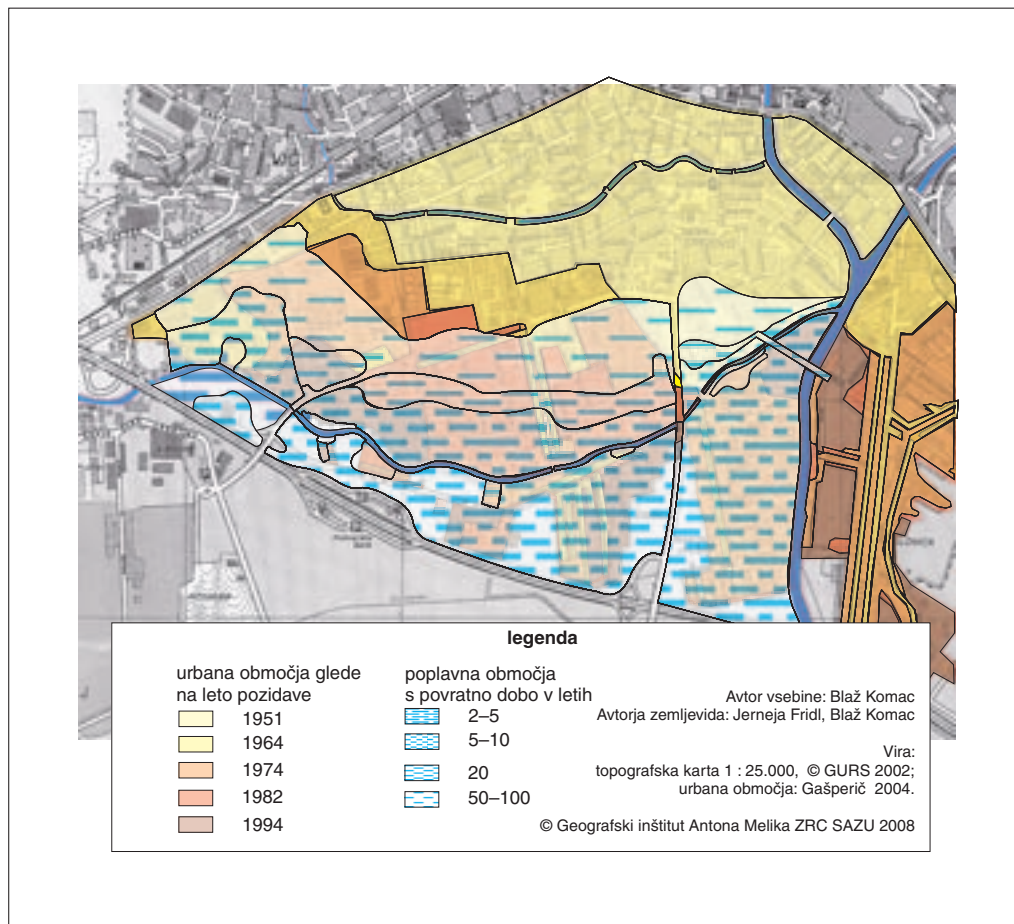 VIČ
legenda
urbana območja glede
na leto pozidave
1951
1964
1974
1982
1994
poplavna območja
s povratno dobo v letih
2–5
5–10
20
50–100
Avtor vsebine: Blaž Komac
Avtorja zemljevida: Jerneja Fridl, Blaž Komac
Vira:
topografska karta 1 : 25.000, © GURS 2002;
urbana območja: Gašperič 2004.
© Geografski inštitut Antona Melika ZRC SAZU 2008